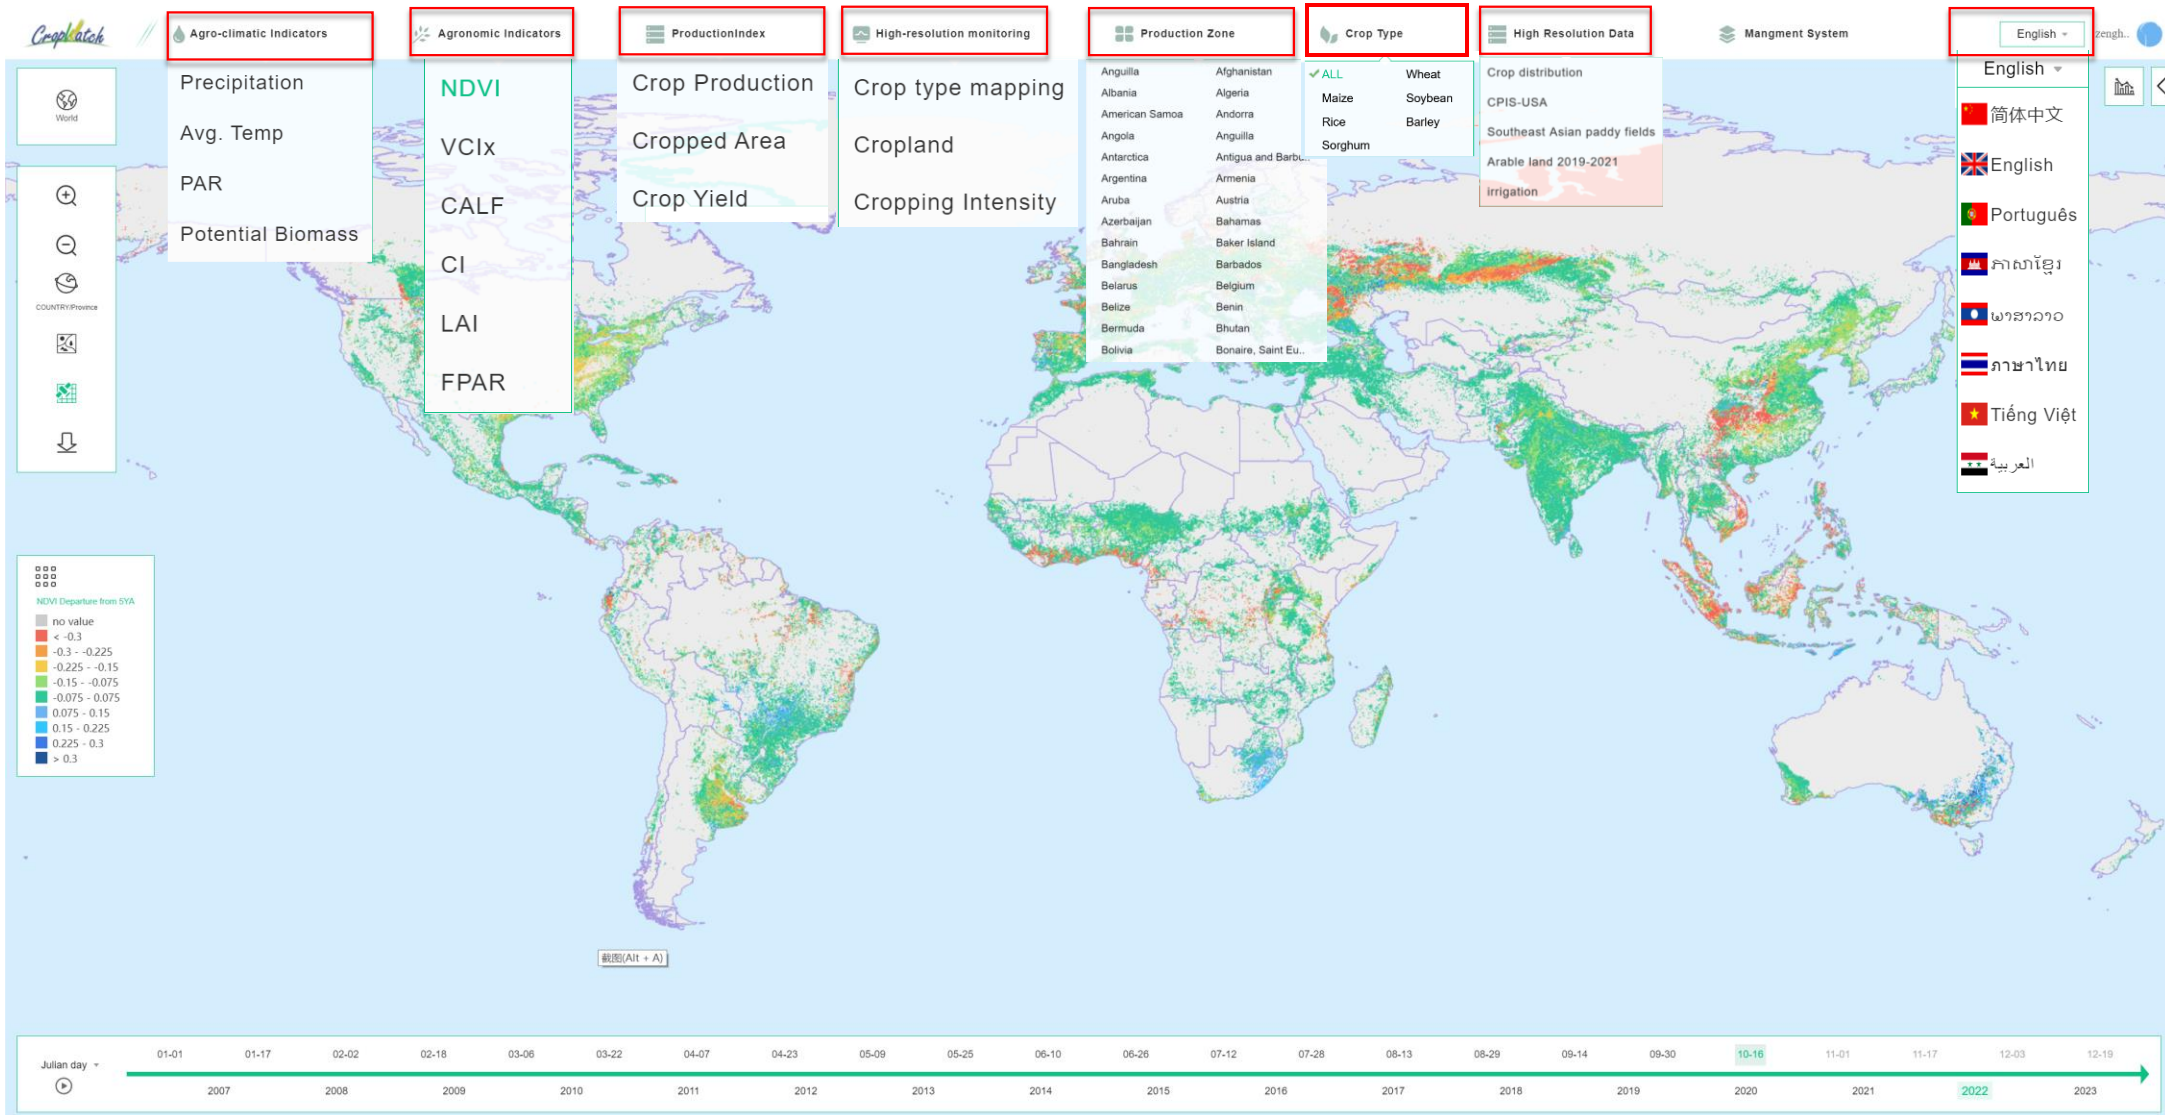 CropWatch
Agro-climatic Indicators
Agronomic Indicators
ProductionIndex
High-resolution monitoring
Production Zone
Crop Type
High Resolution Data
Mangment System
English
zengh..
World
COUNTRY/Province
Precipitation
Avg. Temp
PAR
Potential Biomass
NDVI
VCIx
CALF
CI
LAI
FPAR
Crop Production
Cropped Area
Crop Yield
Crop type mapping
Cropland
Cropping Intensity
Anguilla Afghanistan
Albania Algeria
American Samoa Andorra
Angola Anguilla
Antarctica Antigua and Barbu..
Argentina Armenia
Aruba Austria
Azerbaijan Bahamas
Bahrain Baker Island
Bangladesh Barbados
Belarus Belgium
Belize Benin
Bermuda Bhutan
Bolivia Bonaire, Saint Eu..
ALL Wheat
Maize Soybean
Rice Barley
Sorghum
Crop distribution
CPIS-USA
Southeast Asian paddy fields
Arable land 2019-2021
irrigation
English
简体中文
English
Português
ភាសាខ្មែរ
ພາສາລາວ
ภาษาไทย
Tiếng Việt
العربية
NDVI Departure from 5YA
no value
< -0.3
-0.3 - -0.225
-0.225 - -0.15
-0.15 - -0.075
-0.075 - 0.075
0.075 - 0.15
0.15 - 0.225
0.225 - 0.3
> 0.3
截图(Alt + A)
Julian day
01-01 01-17 02-02 02-18 03-06 03-22 04-07 04-23 05-09 05-25 06-10 06-26 07-12 07-28 08-13 08-29 09-14 09-30 10-16 11-01 11-17 12-03 12-19
2007 2008 2009 2010 2011 2012 2013 2014 2015 2016 2017 2018 2019 2020 2021 2022 2023